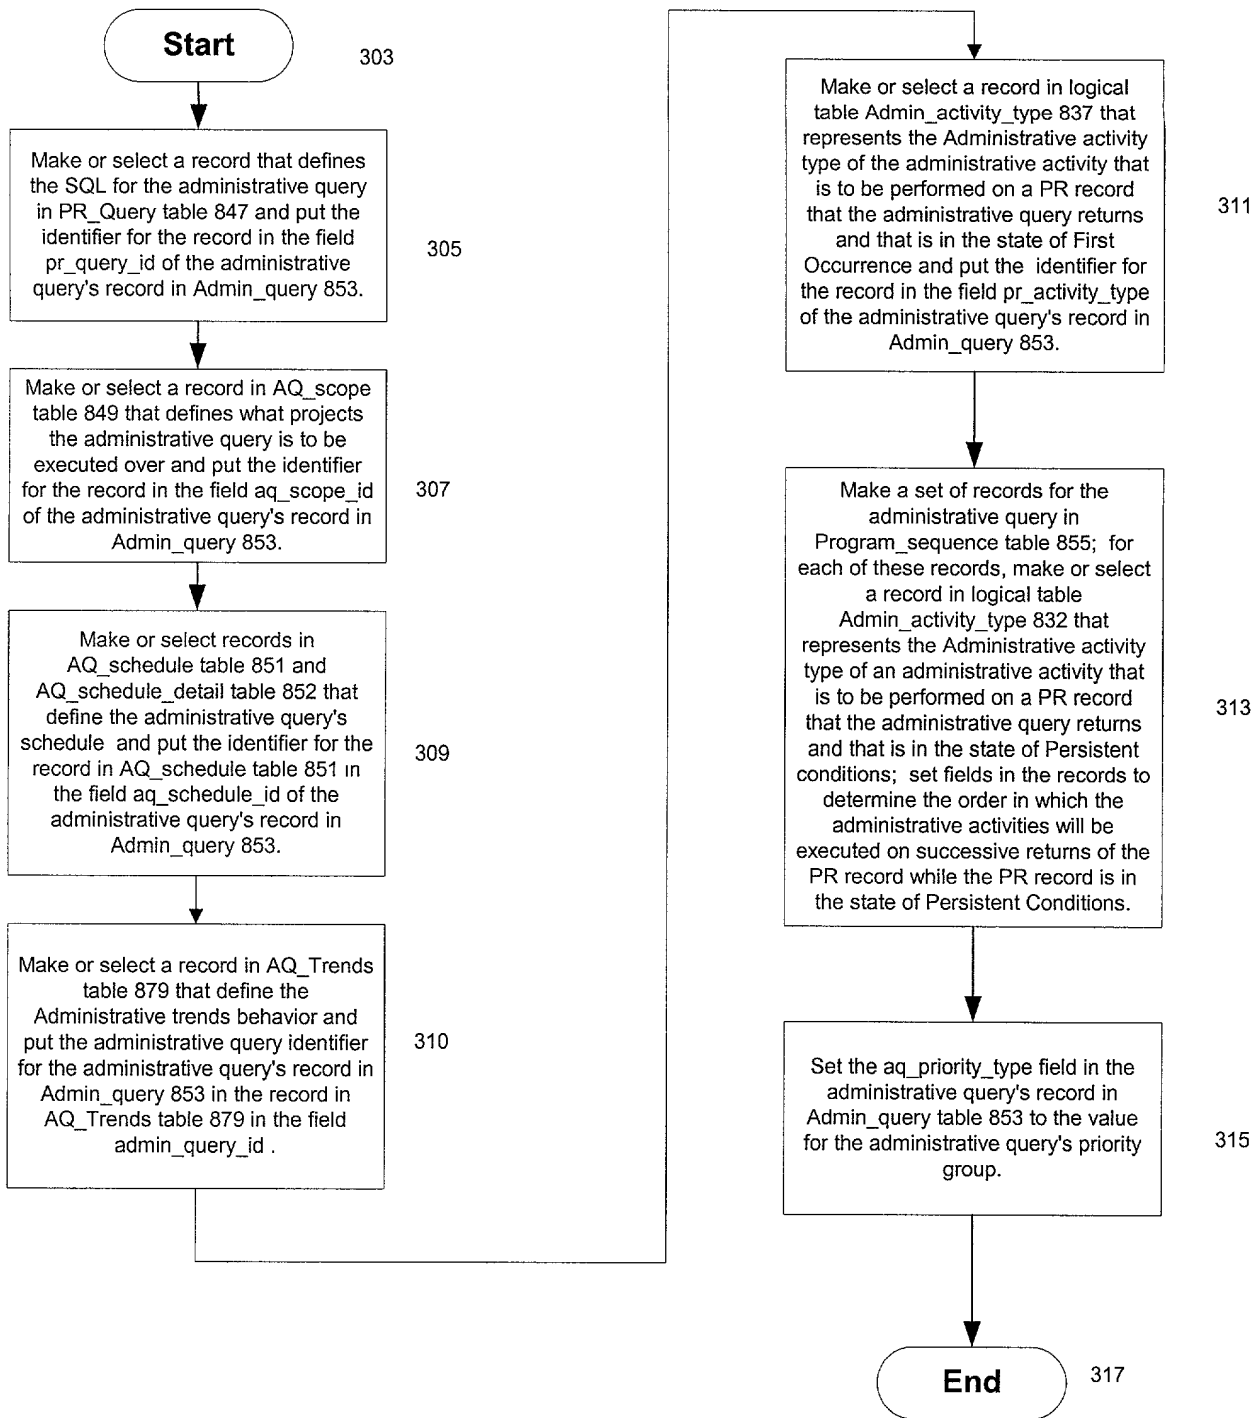 Start
303
Make or select a record that defines
the SQL for the administrative query
in PR_Query table 847 and put the
identifier for the record in the field
pr_query_id of the administrative
query's record in Admin_query 853.
305
Make or select a record in AQ_scope
table 849 that defines what projects
the administrative query is to be
executed over and put the identifier
for the record in the field aq_scope_id
of the administrative query's record in
Admin_query 853.
307
Make or select records in
AQ_schedule table 851 and
AQ_schedule_detail table 852 that
define the administrative query's
schedule and put the identifier for the
record in AQ_schedule table 851 in
the field aq_schedule_id of the
administrative query's record in
Admin_query 853.
309
Make or select a record in AQ_Trends
table 879 that define the
Administrative trends behavior and
put the administrative query identifier
for the administrative query's record in
Admin_query 853 in the record in
AQ_Trends table 879 in the field
admin_query_id .
310
Make or select a record in logical
table Admin_activity_type 837 that
represents the Administrative activity
type of the administrative activity that
is to be performed on a PR record
that the administrative query returns
and that is in the state of First
Occurrence and put the identifier for
the record in the field pr_activity_type
of the administrative query's record in
Admin_query 853.
311
Make a set of records for the
administrative query in
Program_sequence table 855; for
each of these records, make or select
a record in logical table
Admin_activity_type 832 that
represents the Administrative activity
type of an administrative activity that
is to be performed on a PR record
that the administrative query returns
and that is in the state of Persistent
conditions; set fields in the records to
determine the order in which the
administrative activities will be
executed on successive returns of the
PR record while the PR record is in
the state of Persistent Conditions.
313
Set the aq_priority_type field in the
administrative query's record in
Admin_query table 853 to the value
for the administrative query's priority
group.
315
End
317